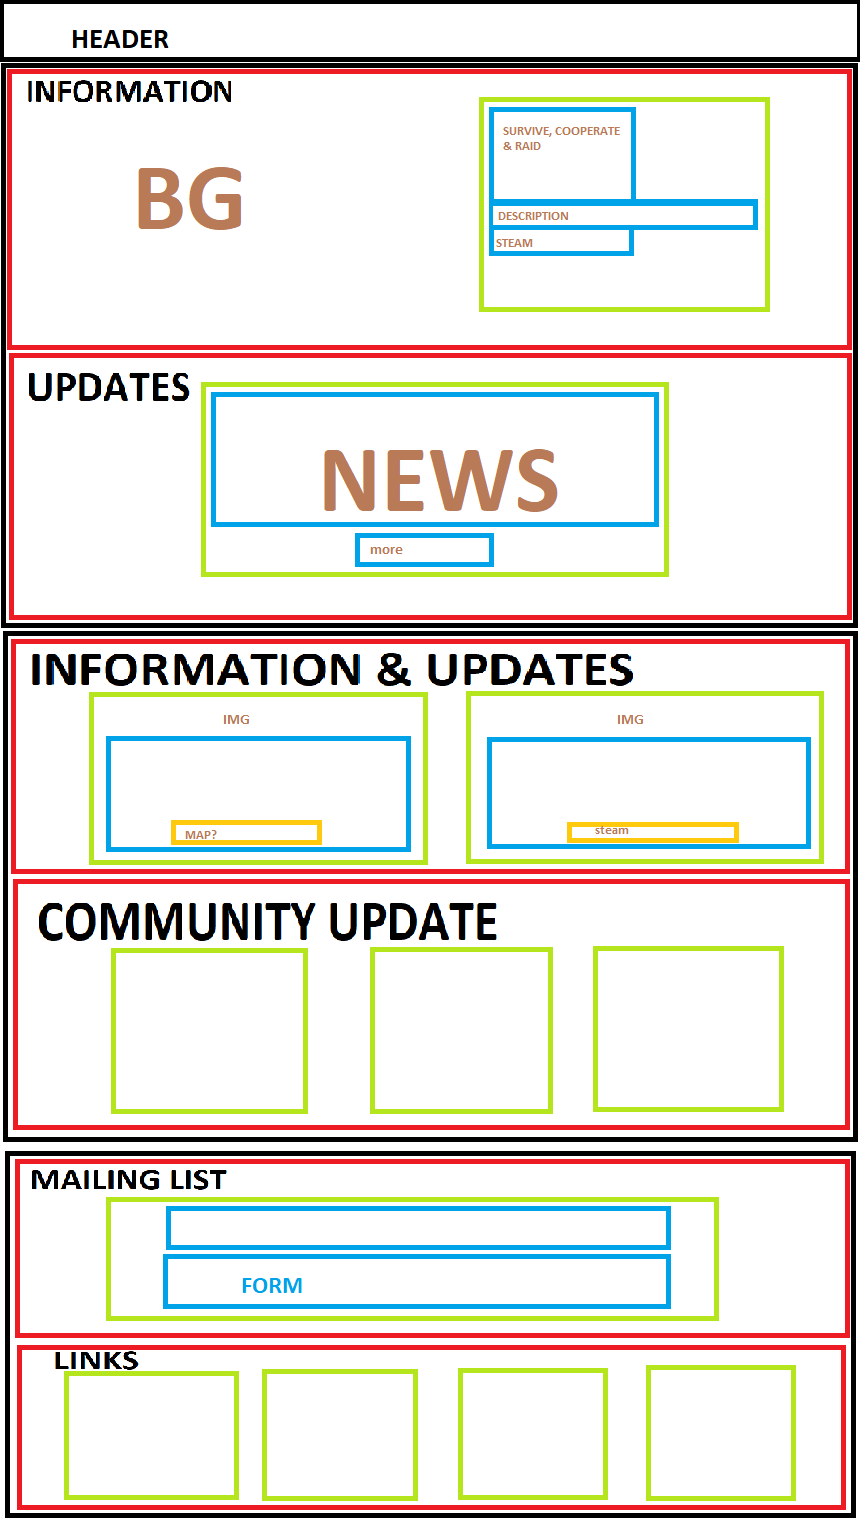 HEADER
INFORMATION
BG
SURVIVE, COOPERATE
& RAID
DESCRIPTION
STEAM
UPDATES
NEWS
more
INFORMATION & UPDATES
IMG
IMG
MAP?
steam
COMMUNITY UPDATE
MAILING LIST
FORM
LINKS